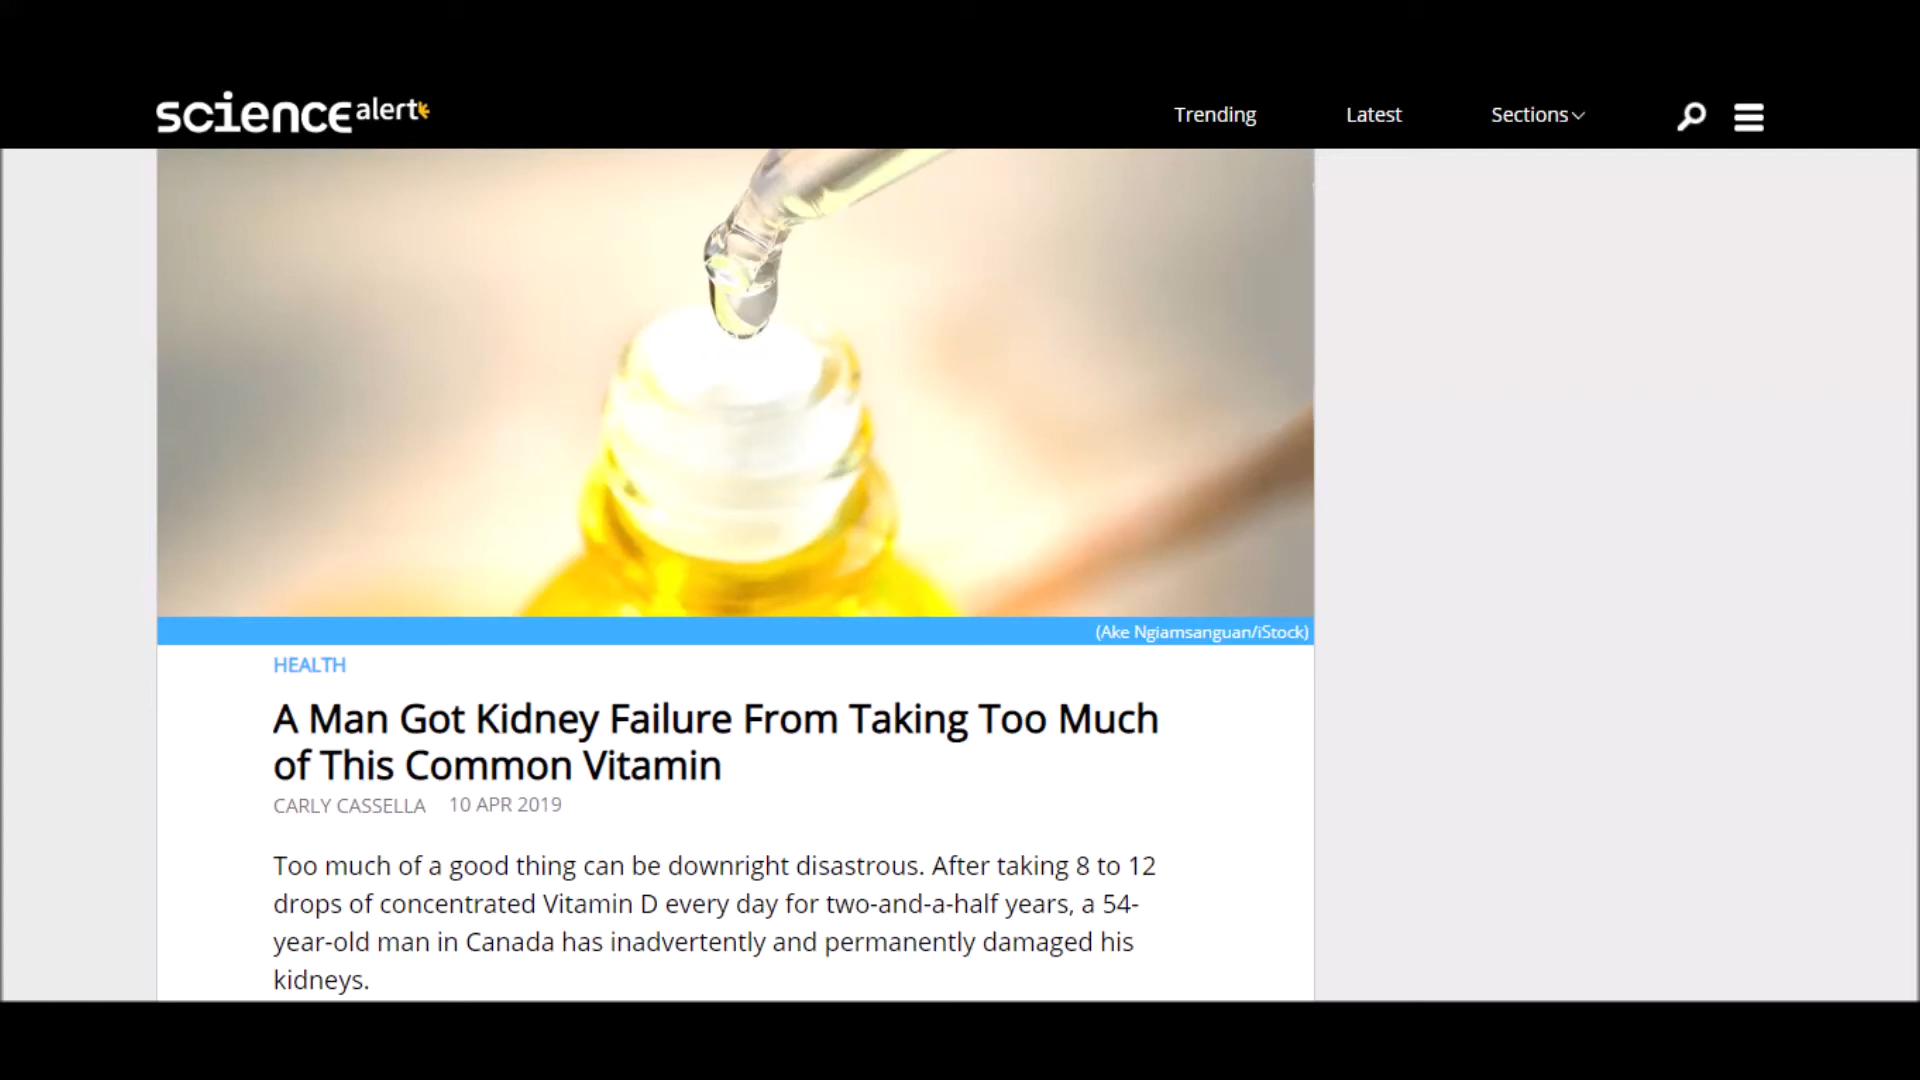 sciencealert
Trending
Latest
Sections
(Ake Ngiamsanguan/iStock)
HEALTH
A Man Got Kidney Failure From Taking Too Much
of This Common Vitamin
CARLY CASSELLA 10 APR 2019
Too much of a good thing can be downright disastrous. After taking 8 to 12
drops of concentrated Vitamin D every day for two-and-a-half years, a 54-
year-old man in Canada has inadvertently and permanently damaged his
kidneys.